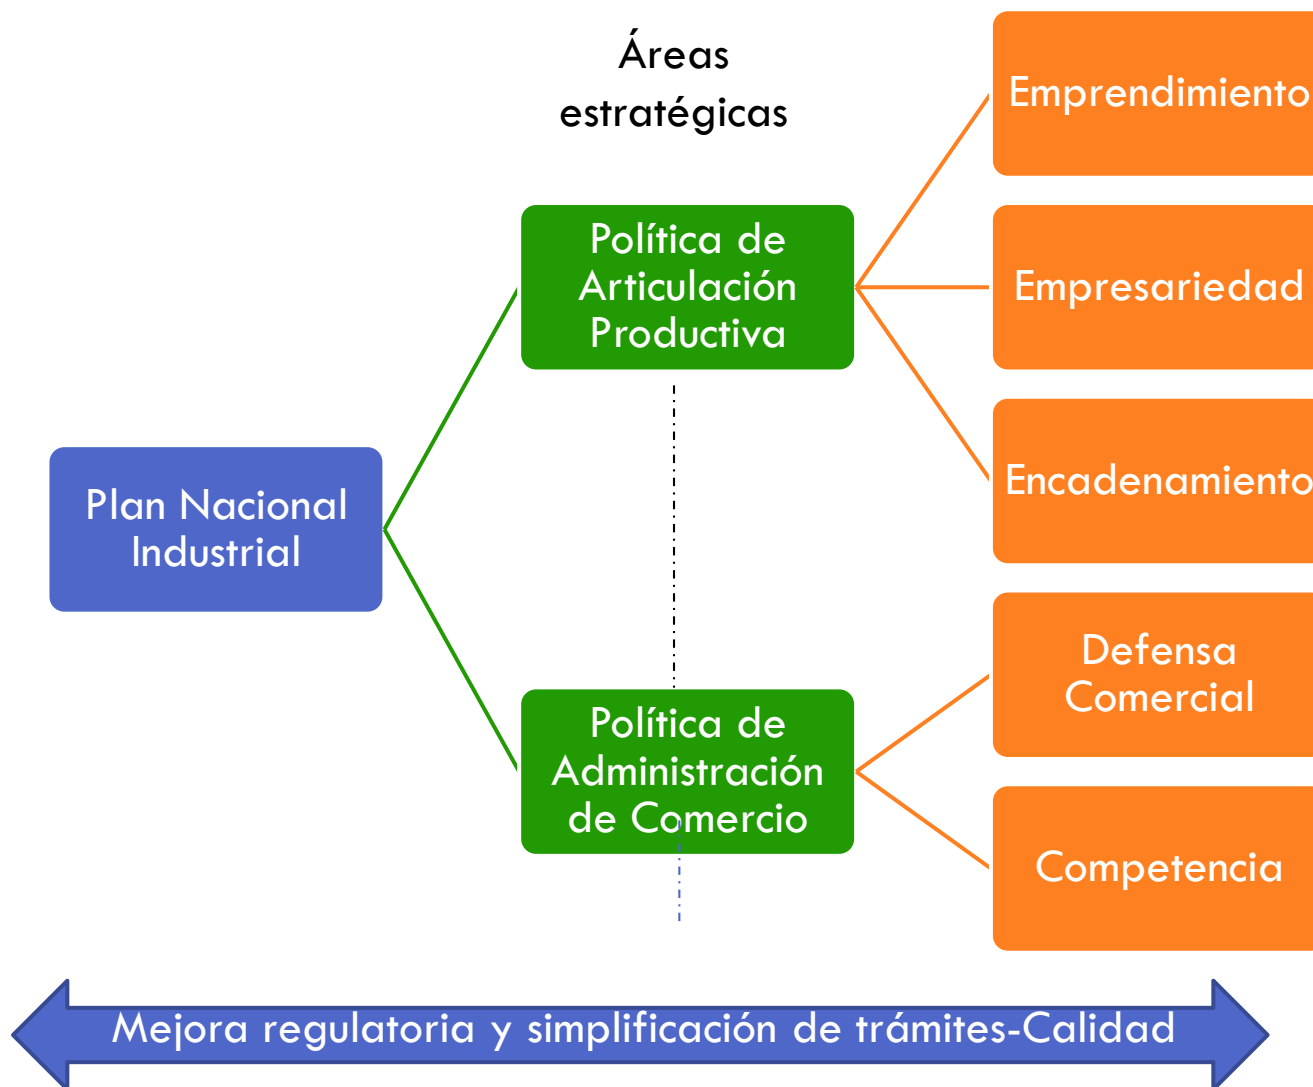 Áreas
estratégicas
Plan Nacional
Industrial
Política de
Articulación
Productiva
Política de
Administración
de Comercio
Emprendimiento
Empresariedad
Encadenamiento
Defensa
Comercial
Competencia
Mejora regulatoria y simplificación de trámites-Calidad